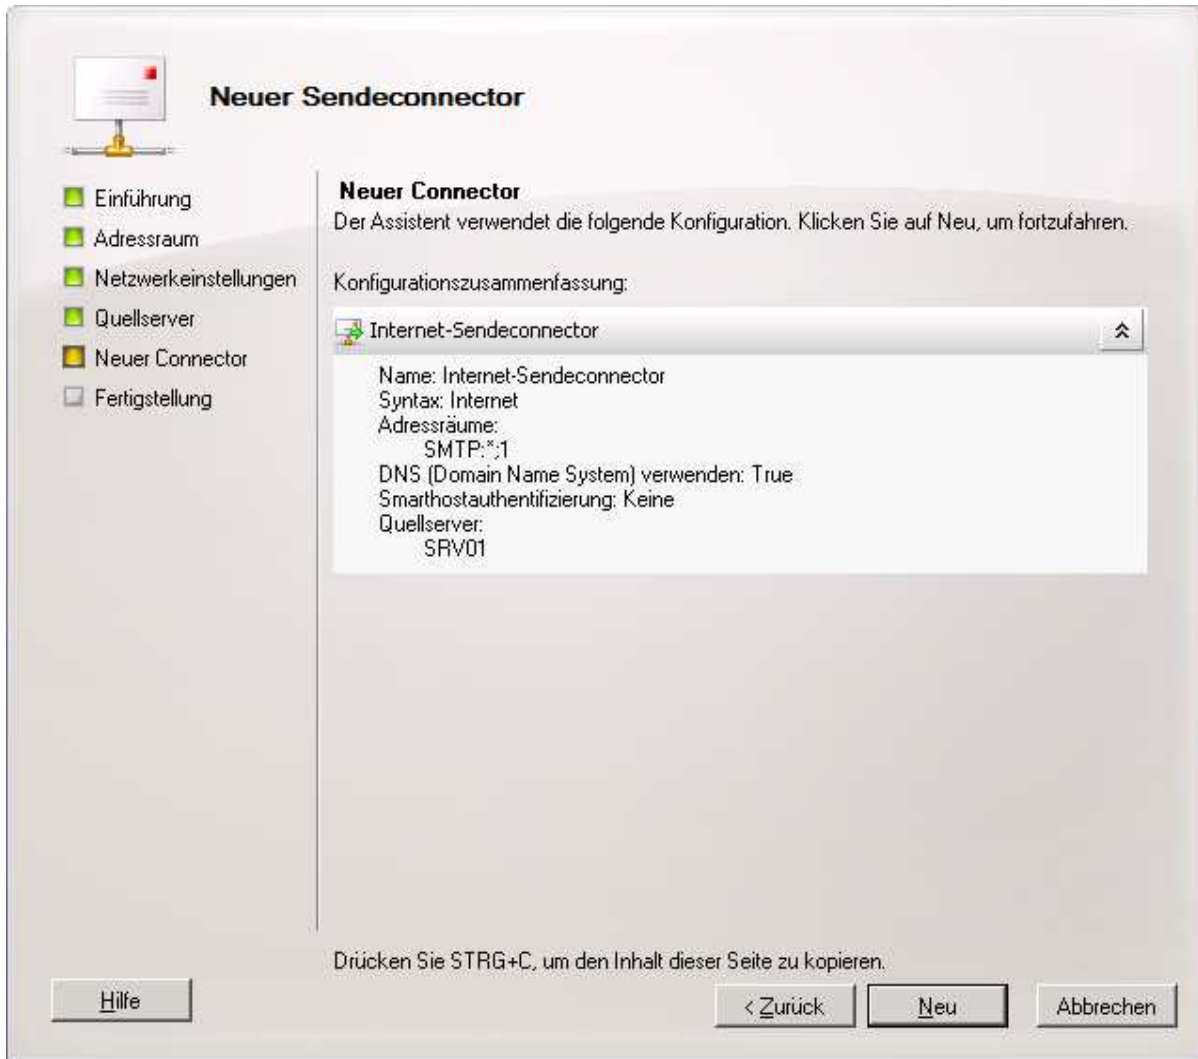 Neuer Sendeconnector
Einführung
Adressraum
Netzwerkeinstellungen
Quellserver
Neuer Connector
Fertigstellung
Neuer Connector
Der Assistent verwendet die folgende Konfiguration. Klicken Sie auf Neu, um fortzufahren.
Konfigurationszusammenfassung:
Internet-Sendeconnector
Name: Internet-Sendeconnector
Syntax: Internet
Adressräume:
SMTP:*;1
DNS (Domain Name System) verwenden: True
Smarthostauthentifizierung: Keine
Quellserver:
SRV01
Drücken Sie STRG+C, um den Inhalt dieser Seite zu kopieren.
Hilfe
< Zurück
Neu
Abbrechen